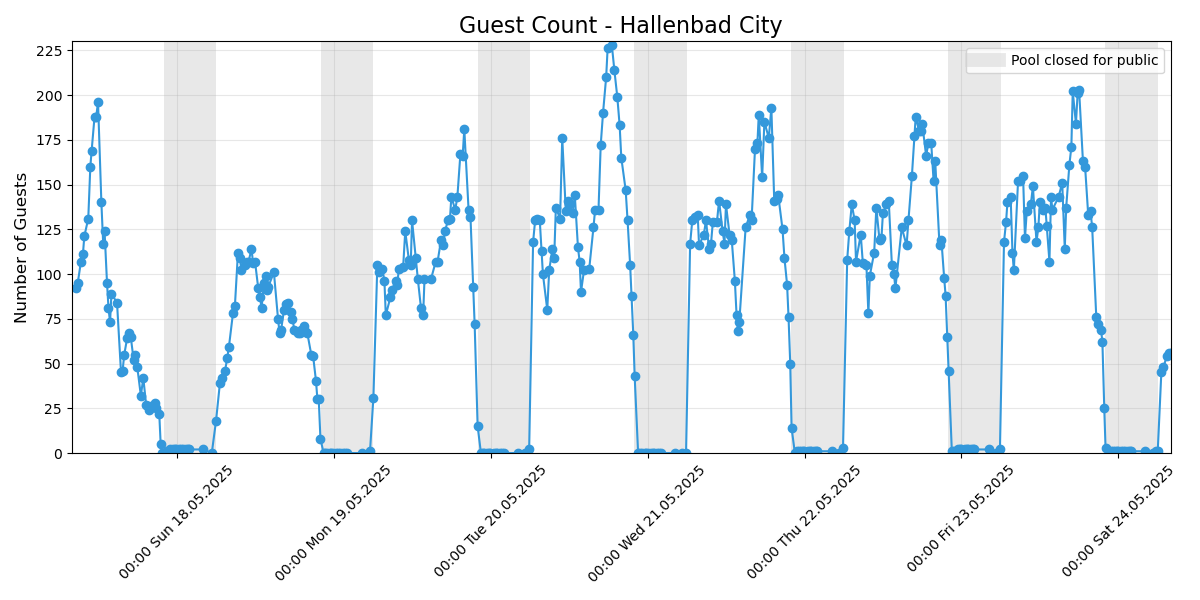 Guest Count - Hallenbad City
Pool closed for public
Number of Guests
225
200
175
150
125
100
75
50
25
0
00:00 Sun 18.05.2025
00:00 Mon 19.05.2025
00:00 Tue 20.05.2025
00:00 Wed 21.05.2025
00:00 Thu 22.05.2025
00:00 Fri 23.05.2025
00:00 Sat 24.05.2025